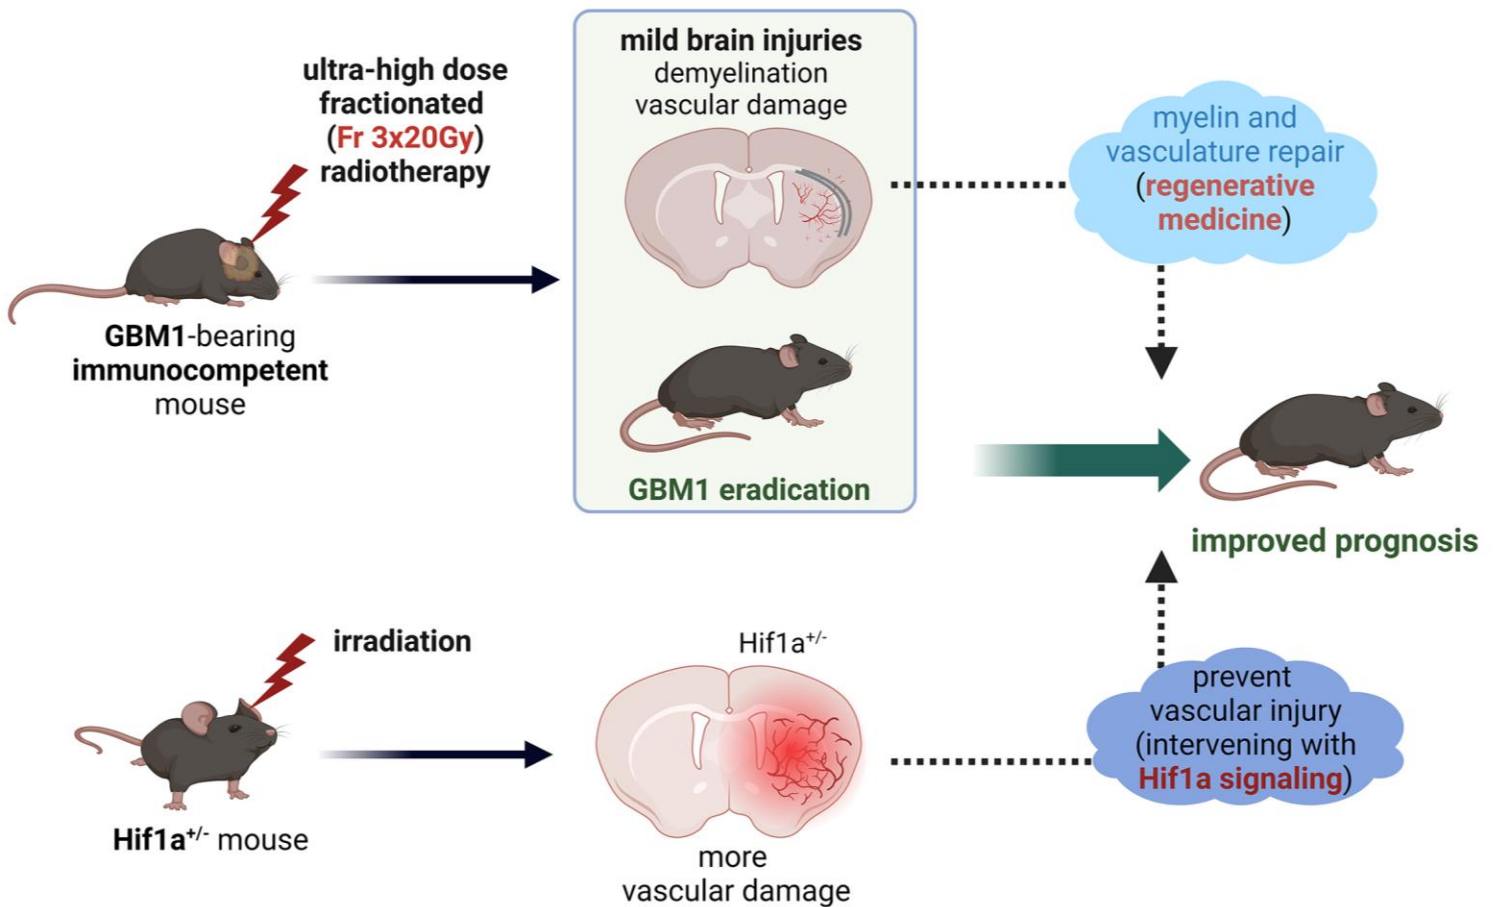 ultra-high dose
fractionated
(Fr 3x20Gy)
radiotherapy
GBM1-bearing
immunocompetent
mouse
mild brain injuries
demyelination
vascular damage
GBM1 eradication
myelin and
vasculature repair
(regenerative
medicine)
improved prognosis
irradiation
Hif1a+/- mouse
Hif1a+/-
more
vascular damage
prevent
vascular injury
(intervening with
Hif1a signaling)